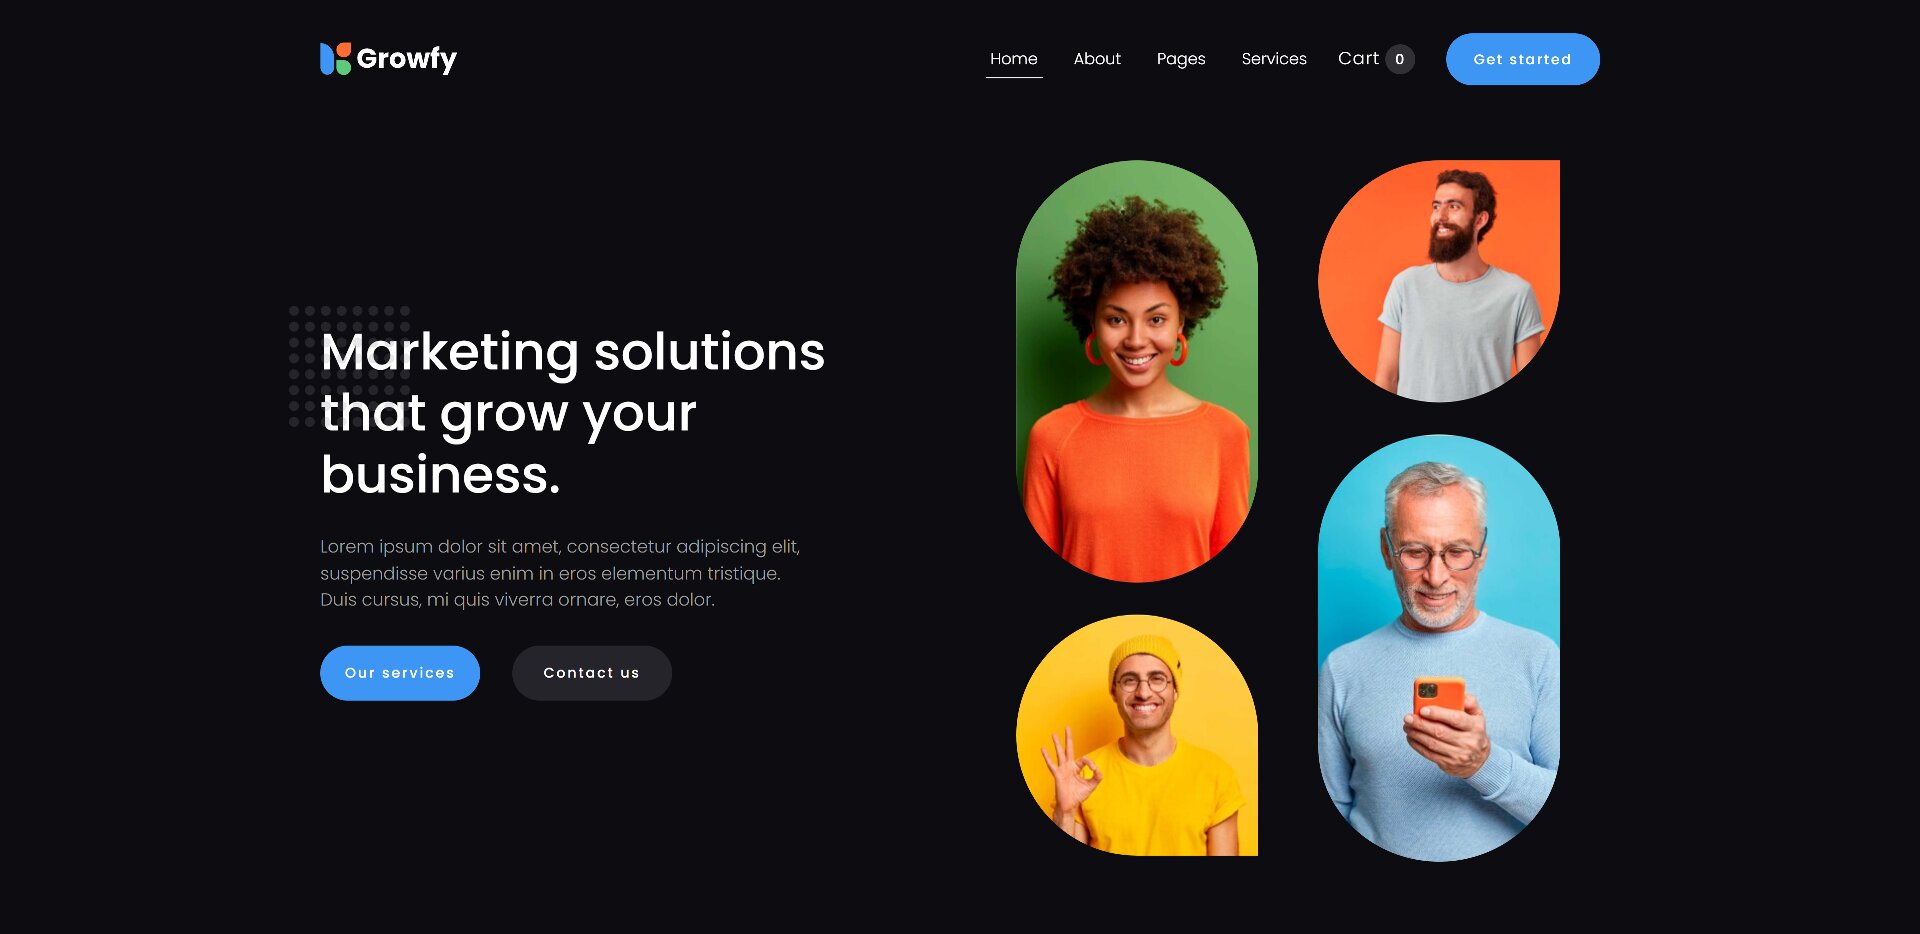 Growfy
Home About Pages Services Cart 0 Get started
Marketing solutions
that grow your
business.
Lorem ipsum dolor sit amet, consectetur adipiscing elit,
suspendisse varius enim in eros elementum tristique.
Duis cursus, mi quis viverra ornare, eros dolor.
Our services Contact us